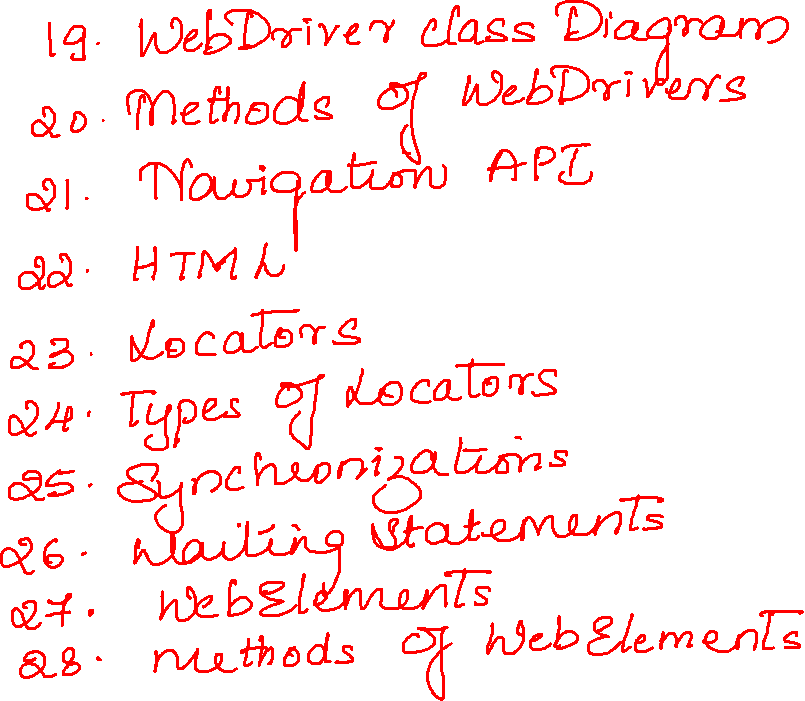 19. WebDriver class Diagram
20. Methods of WebDrivers
21. Navigation API
22. HTML
23. Locators
24. Types of Locators
25. Synchronizations
26. Waiting Statements
27. WebElements
28. Methods of WebElements